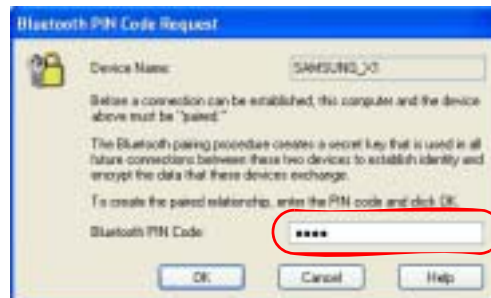 Bluetooth PIN Code Request
Device Name: SAMSUNG_X1
Before a connection can be established, this computer and the device
above must be "paired."
The Bluetooth pairing procedure creates a secret key that is used in all
future connections between these two devices to establish identity and
encrypt the data that these devices exchange.
To create the paired relationship, enter the PIN code and click OK.
Bluetooth PIN Code: ••••
OK Cancel Help